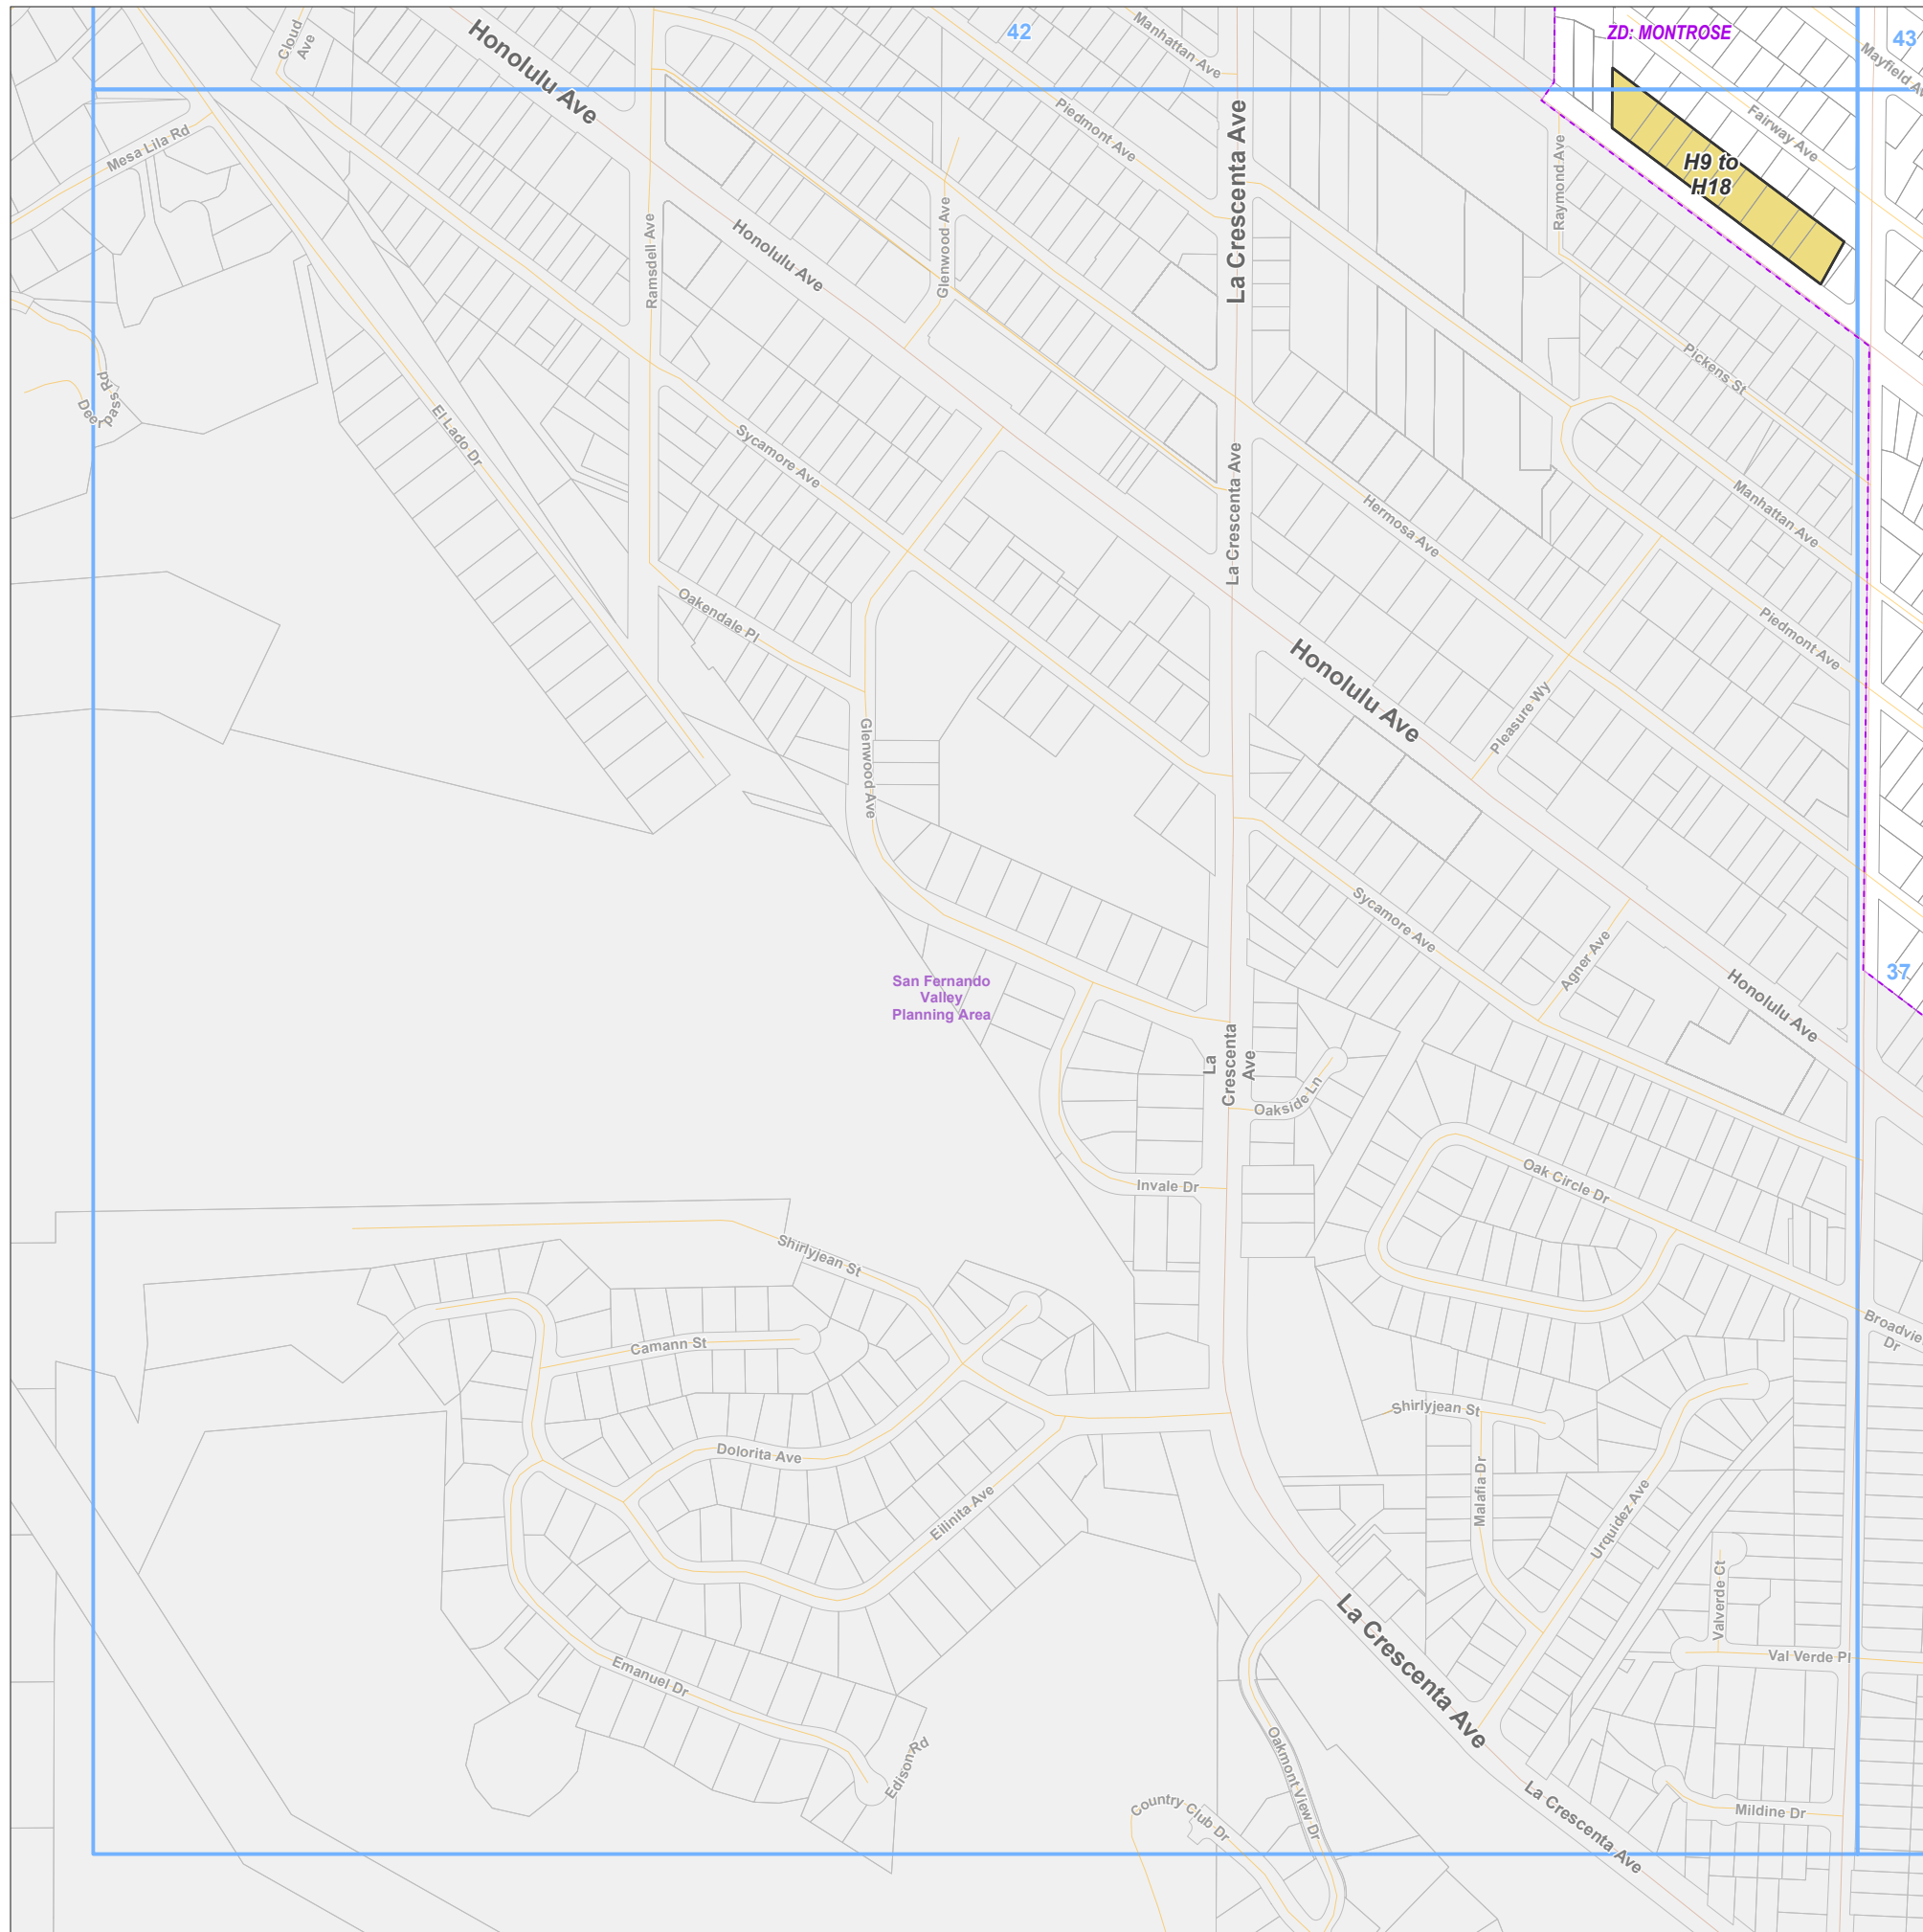 42
ZD: MONTROSE
43
Cloud
Ave
Honolulu Ave
Manhattan Ave
Mayfield Av
Mesa Lila Rd
Piedmont Ave
La Crescenta Ave
Raymond Ave
Fairway Ave
H9 to
H18
Ramsdell Ave
Honolulu Ave
Glenwood Ave
Pickens St
Deerpass Rd
El Lado Dr
Sycamore Ave
La Crescenta Ave
Hermosa Ave
Manhattan Ave
Oakendale Pl
Piedmont Ave
Honolulu Ave
Pleasure Wy
Glenwood Ave
Sycamore Ave
Agner Ave
Honolulu Ave
37
San Fernando
Valley
Planning Area
La
Crescenta
Ave
Oakside Ln
Invale Dr
Oak Circle Dr
Shirlyjean St
Broadvie
Dr
Camann St
Shirlyjean St
Dolorita Ave
Eilinita Ave
Malafia Dr
Urquidez Ave
Valverde Ct
La Crescenta Ave
Val Verde Pl
Emanuel Dr
Edison Rd
Oakmont View Dr
Country Club Dr
La Crescenta Ave
Mildine Dr